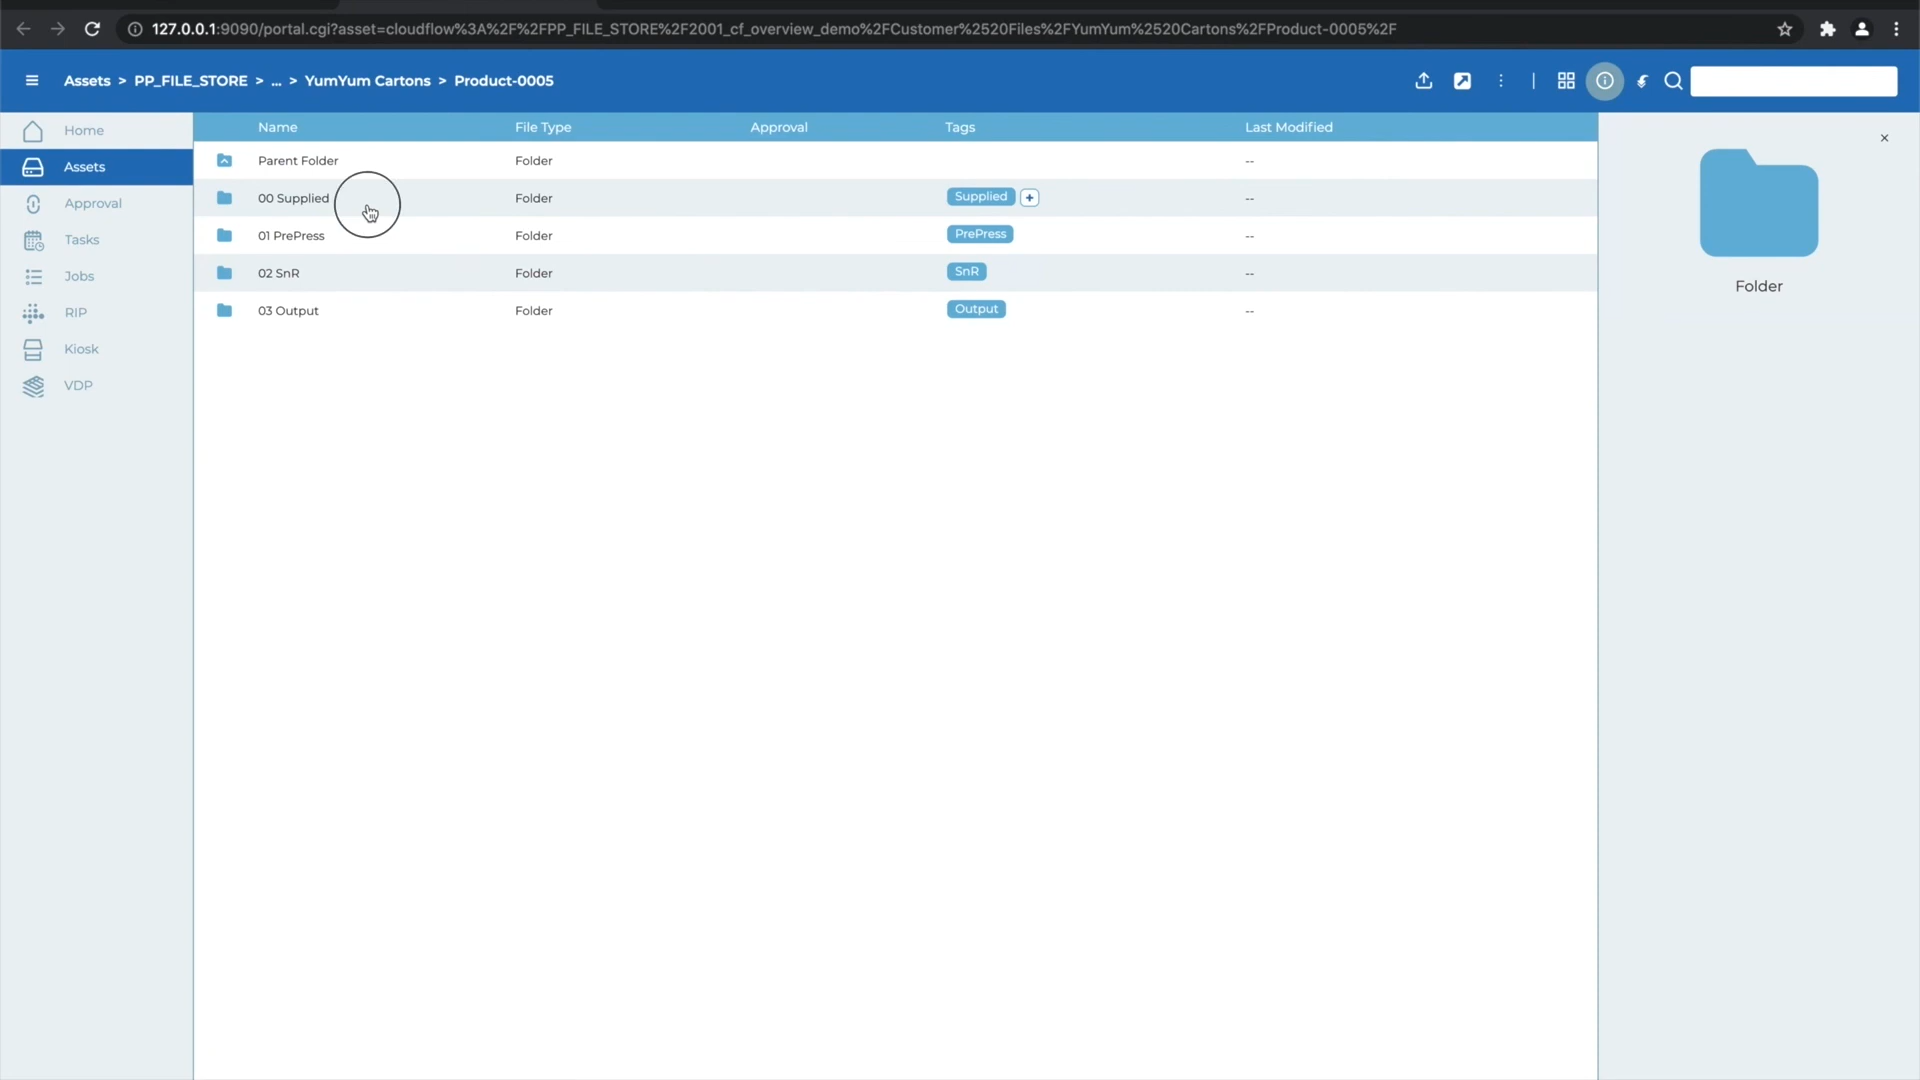 127.0.0.1:9090/portal.cgi?asset=cloudflow%3A%2F%2FPP_FILE_STORE%2F2001_cf_overview_demo%2FCustomer%2520Files%2FYumYum%2520Cartons%2FProduct-0005%2F
Assets > PP_FILE_STORE > ... > YumYum Cartons > Product-0005
Home
Assets
Approval
Tasks
Jobs
RIP
Kiosk
VDP
Name File Type Approval Tags Last Modified
Parent Folder Folder --
00 Supplied Folder Supplied + --
01 PrePress Folder PrePress --
02 SnR Folder SnR --
03 Output Folder Output --
Folder